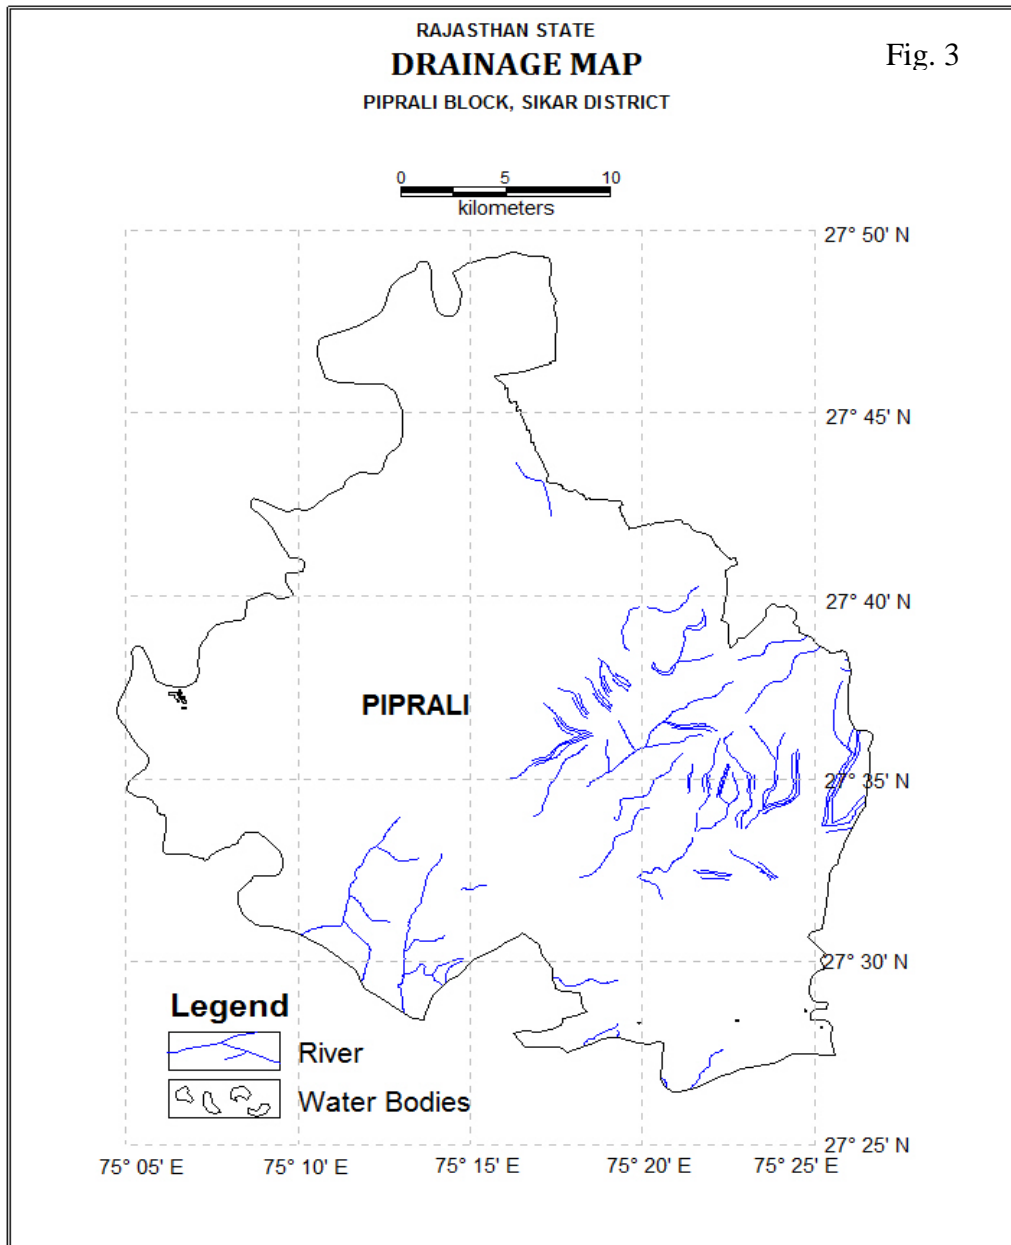 RAJASTHAN STATE
DRAINAGE MAP
Fig. 3
PIPRALI BLOCK, SIKAR DISTRICT
0 5 10
kilometers
27° 50' N
27° 45' N
27° 40' N
PIPRALI
27° 35' N
27° 30' N
Legend
River
Water Bodies
27° 25' N
75° 05' E 75° 10' E 75° 15' E 75° 20' E 75° 25' E